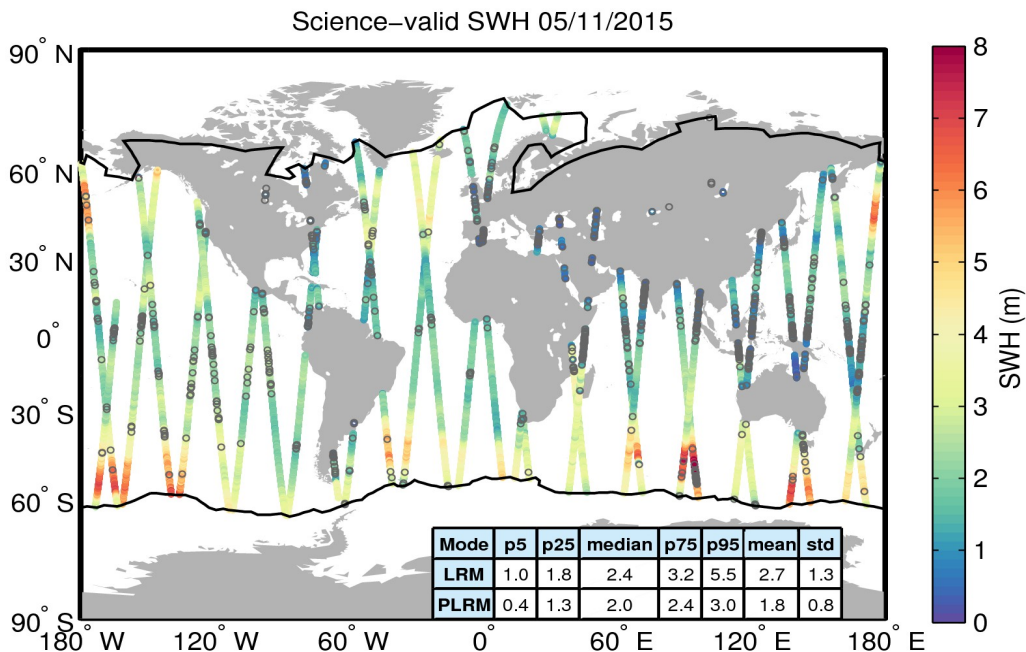 Science−valid SWH 05/11/2015
90° N
60° N
30° N
0°
30° S
60° S
90° S
180° W
120° W
60° W
0°
60° E
120° E
180° E
8
7
6
5
4
3
2
1
0
SWH (m)
Mode p5 p25 median p75 p95 mean std
LRM 1.0 1.8 2.4 3.2 5.5 2.7 1.3
PLRM 0.4 1.3 2.0 2.4 3.0 1.8 0.8